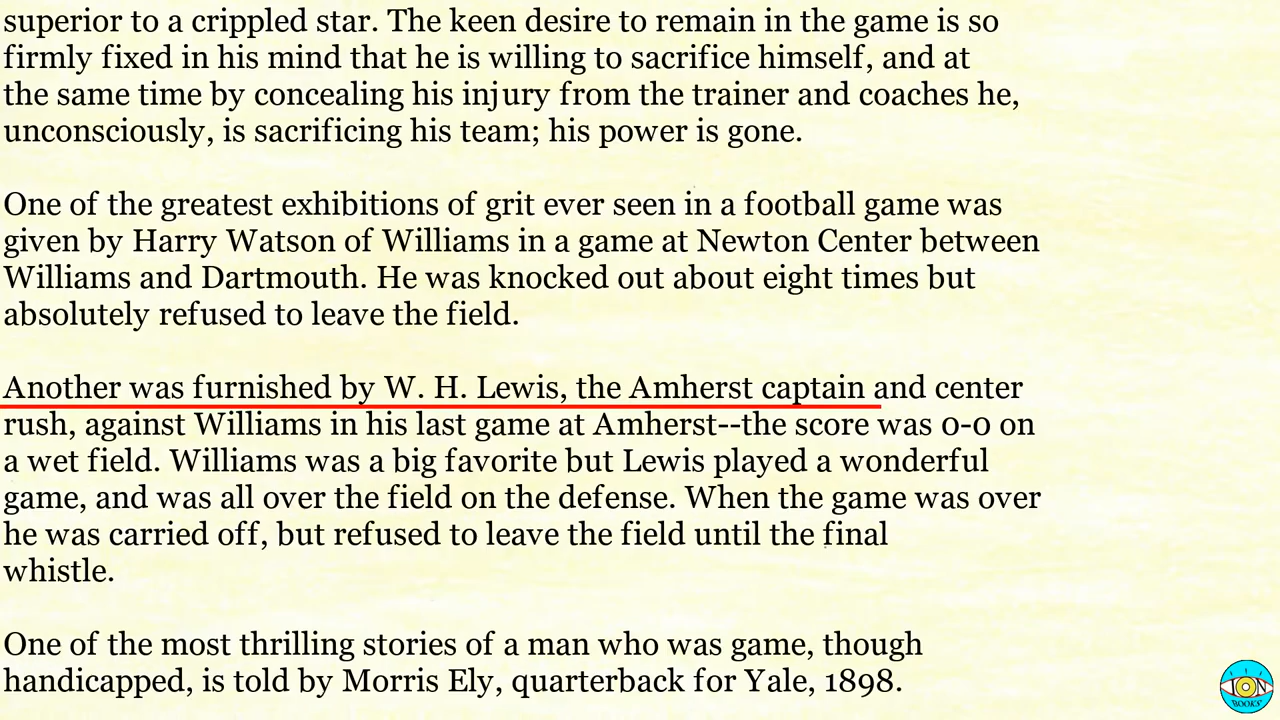 superior to a crippled star. The keen desire to remain in the game is so
firmly fixed in his mind that he is willing to sacrifice himself, and at
the same time by concealing his injury from the trainer and coaches he,
unconsciously, is sacrificing his team; his power is gone.
One of the greatest exhibitions of grit ever seen in a football game was
given by Harry Watson of Williams in a game at Newton Center between
Williams and Dartmouth. He was knocked out about eight times but
absolutely refused to leave the field.
Another was furnished by W. H. Lewis, the Amherst captain and center
rush, against Williams in his last game at Amherst--the score was 0-0 on
a wet field. Williams was a big favorite but Lewis played a wonderful
game, and was all over the field on the defense. When the game was over
he was carried off, but refused to leave the field until the final
whistle.
One of the most thrilling stories of a man who was game, though
handicapped, is told by Morris Ely, quarterback for Yale, 1898.
ION
BOOKS